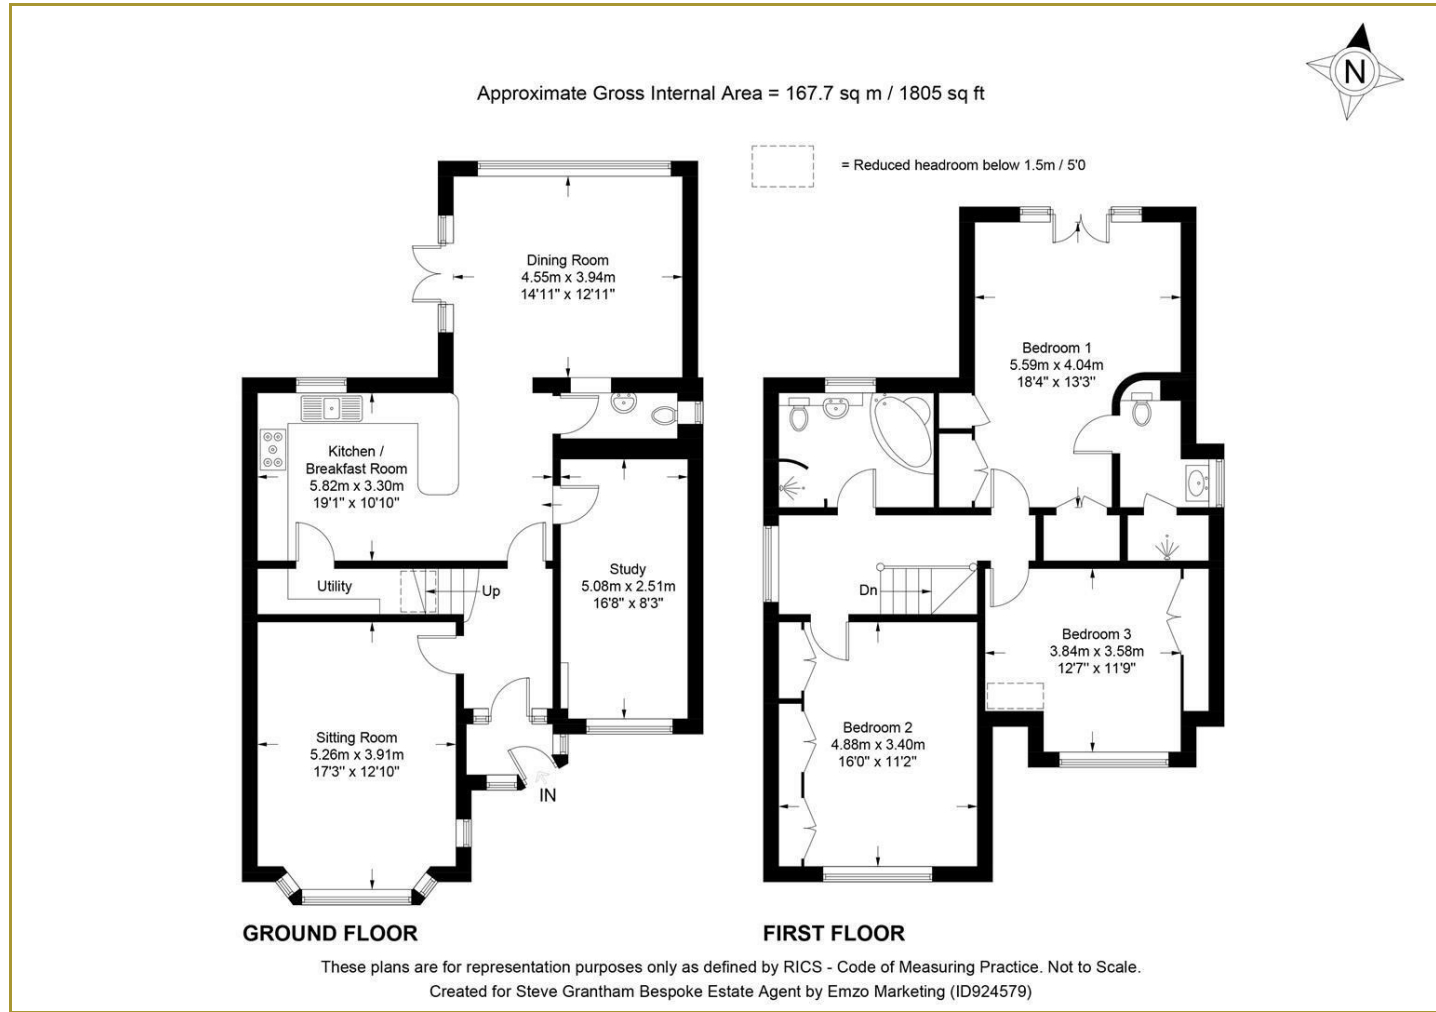 N
Approximate Gross Internal Area = 167.7 sq m / 1805 sq ft
= Reduced headroom below 1.5m / 5'0
Dining Room
4.55m x 3.94m
14'11" x 12'11"
Kitchen /
Breakfast Room
5.82m x 3.30m
19'1" x 10'10"
Utility
Up
Study
5.08m x 2.51m
16'8" x 8'3"
Sitting Room
5.26m x 3.91m
17'3" x 12'10"
IN
GROUND FLOOR
Bedroom 1
5.59m x 4.04m
18'4" x 13'3"
Dn
Bedroom 3
3.84m x 3.58m
12'7" x 11'9"
Bedroom 2
4.88m x 3.40m
16'0" x 11'2"
FIRST FLOOR
These plans are for representation purposes only as defined by RICS - Code of Measuring Practice. Not to Scale.
Created for Steve Grantham Bespoke Estate Agent by Emzo Marketing (ID924579)